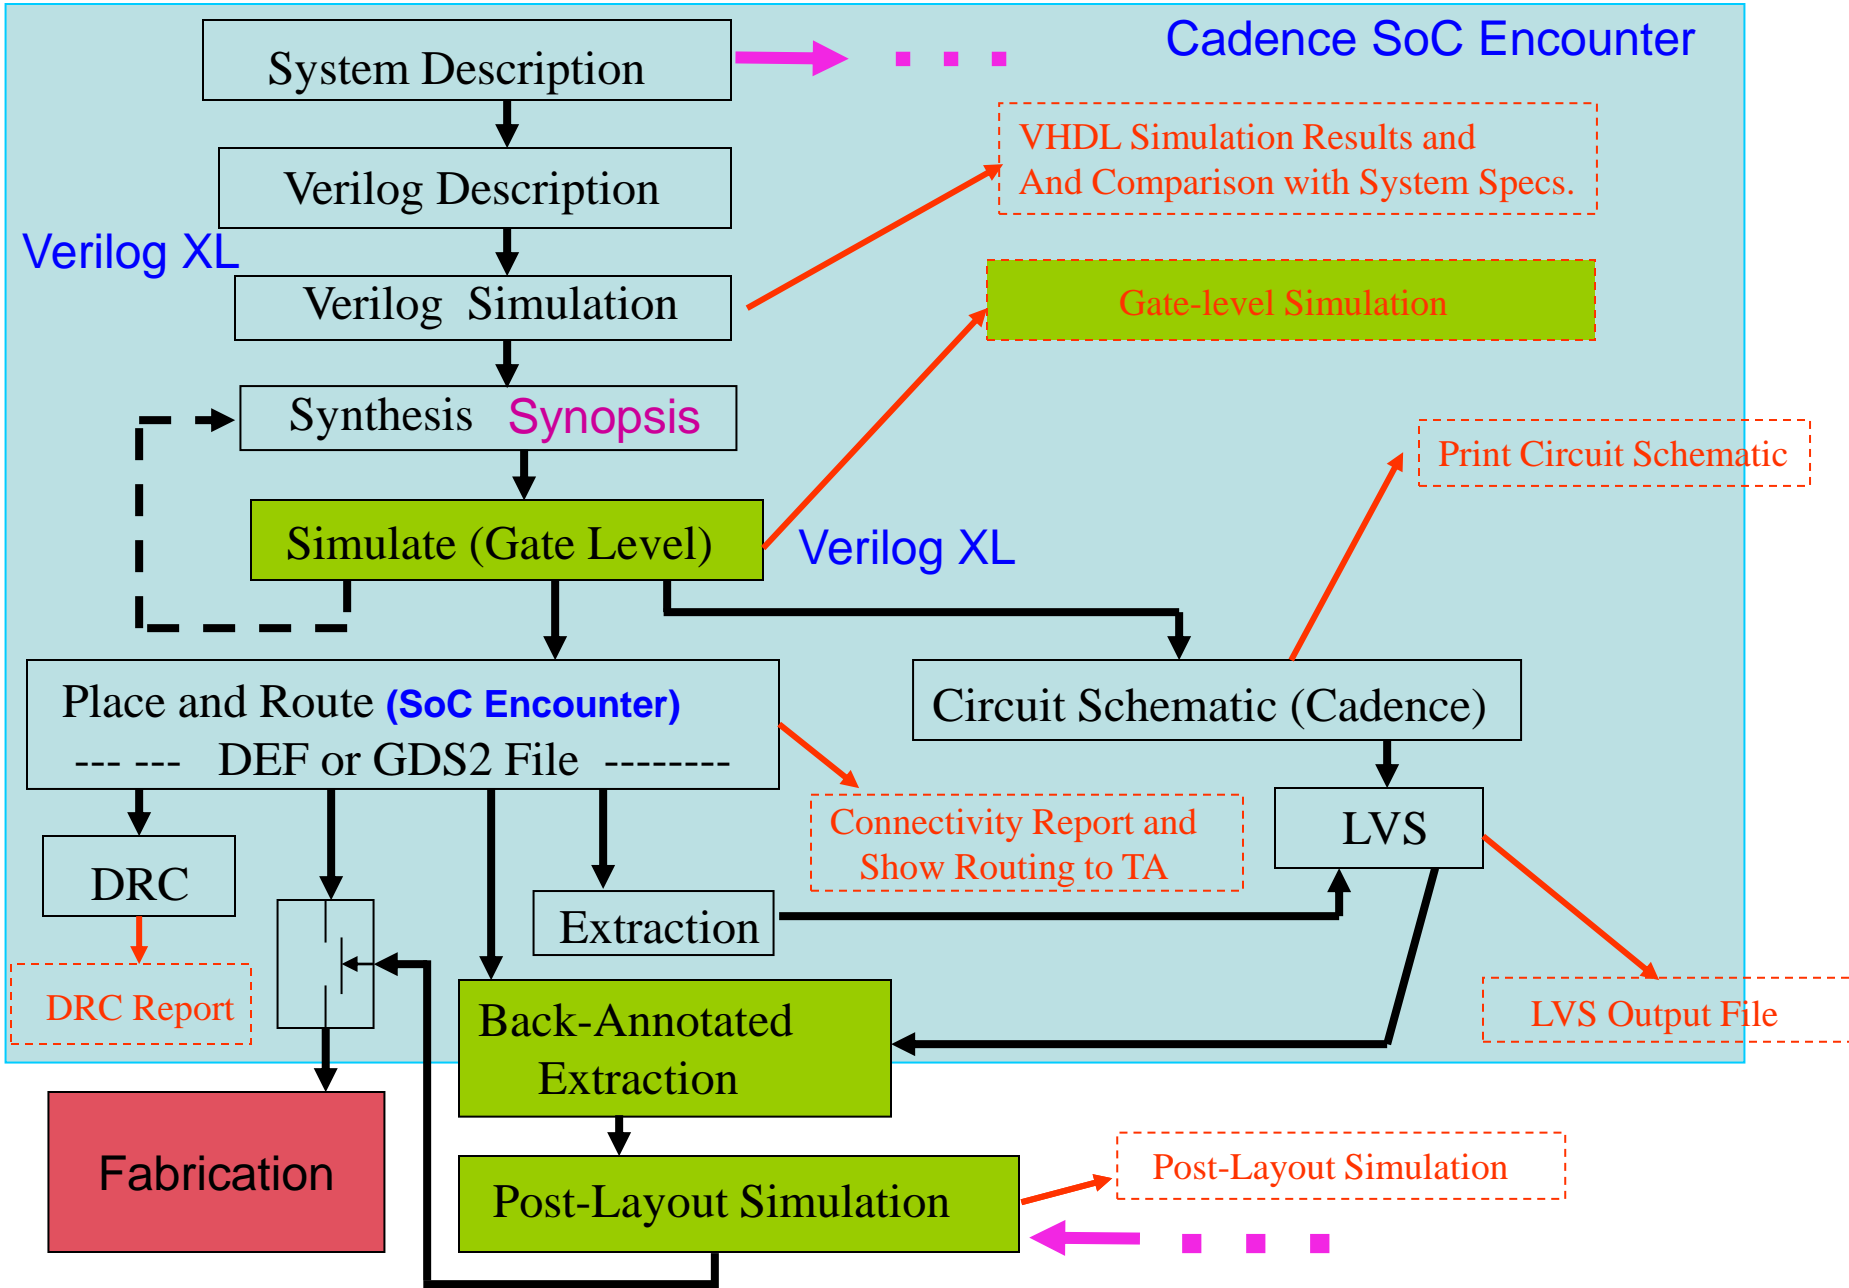 Cadence SoC Encounter
System Description
VHDL Simulation Results and
And Comparison with System Specs.
Verilog Description
Verilog XL
Verilog Simulation
Gate-level Simulation
Synthesis Synopsis
Print Circuit Schematic
Simulate (Gate Level)
Verilog XL
Place and Route (SoC Encounter)
--- --- DEF or GDS2 File --------
Circuit Schematic (Cadence)
Connectivity Report and
Show Routing to TA
LVS
DRC
Extraction
DRC Report
LVS Output File
Back-Annotated
Extraction
Fabrication
Post-Layout Simulation
Post-Layout Simulation